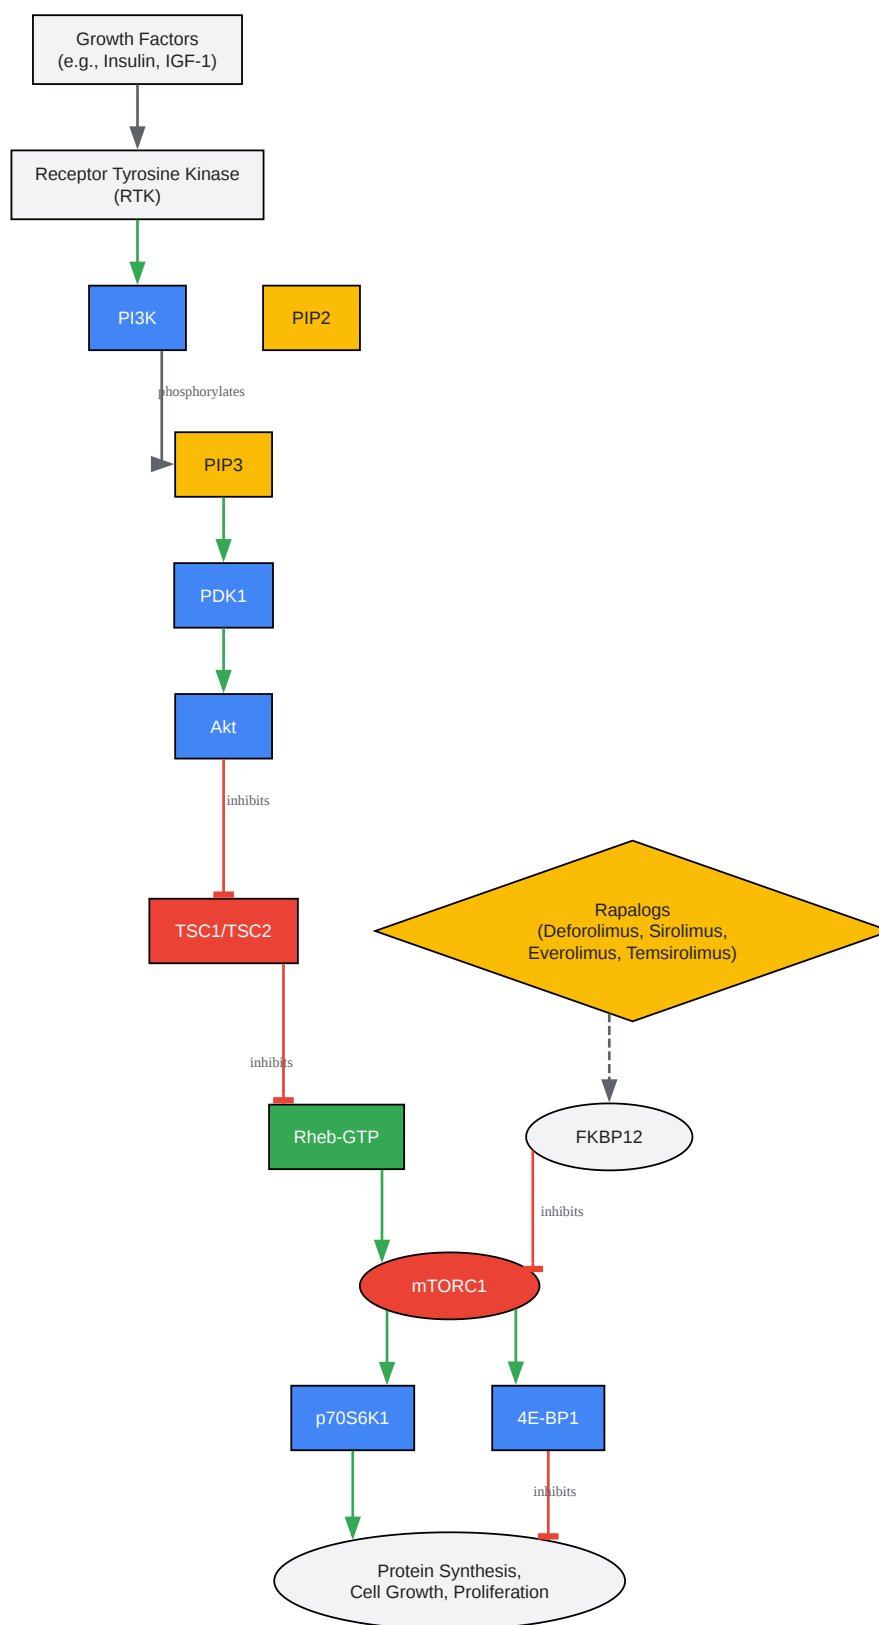 Growth Factors
(e.g., Insulin, IGF-1)
Receptor Tyrosine Kinase
(RTK)
PI3K
PIP2
phosphorylates
PIP3
PDK1
Akt
inhibits
Rapalogs
(Deforolimus, Sirolimus,
Everolimus, Temsirolimus)
TSC1/TSC2
inhibits
Rheb-GTP
FKBP12
inhibits
mTORC1
p70S6K1
4E-BP1
inhibits
Protein Synthesis,
Cell Growth, Proliferation